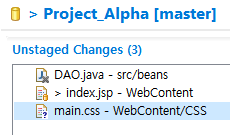 > Project_Alpha [master]
Unstaged Changes (3)
DAO.java - src/beans
> index.jsp - WebContent
main.css - WebContent/CSS